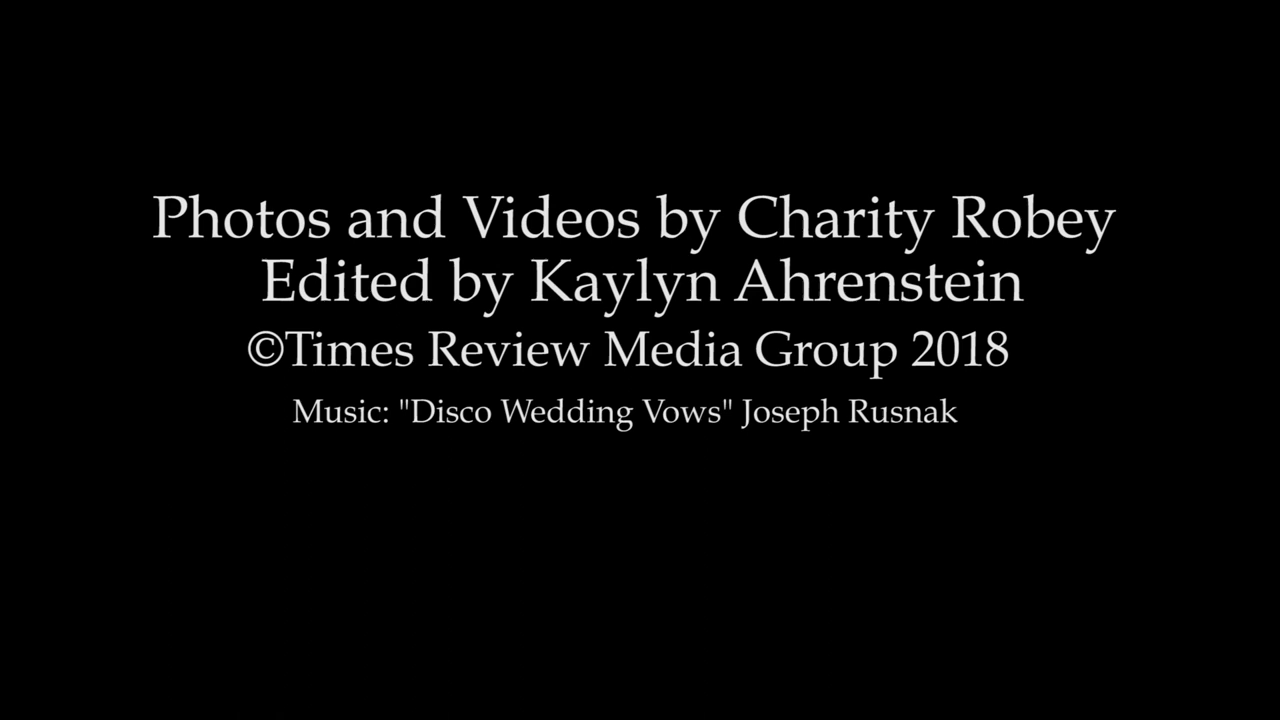 Photos and Videos by Charity Robey
Edited by Kaylyn Ahrenstein
©Times Review Media Group 2018
Music: "Disco Wedding Vows" Joseph Rusnak